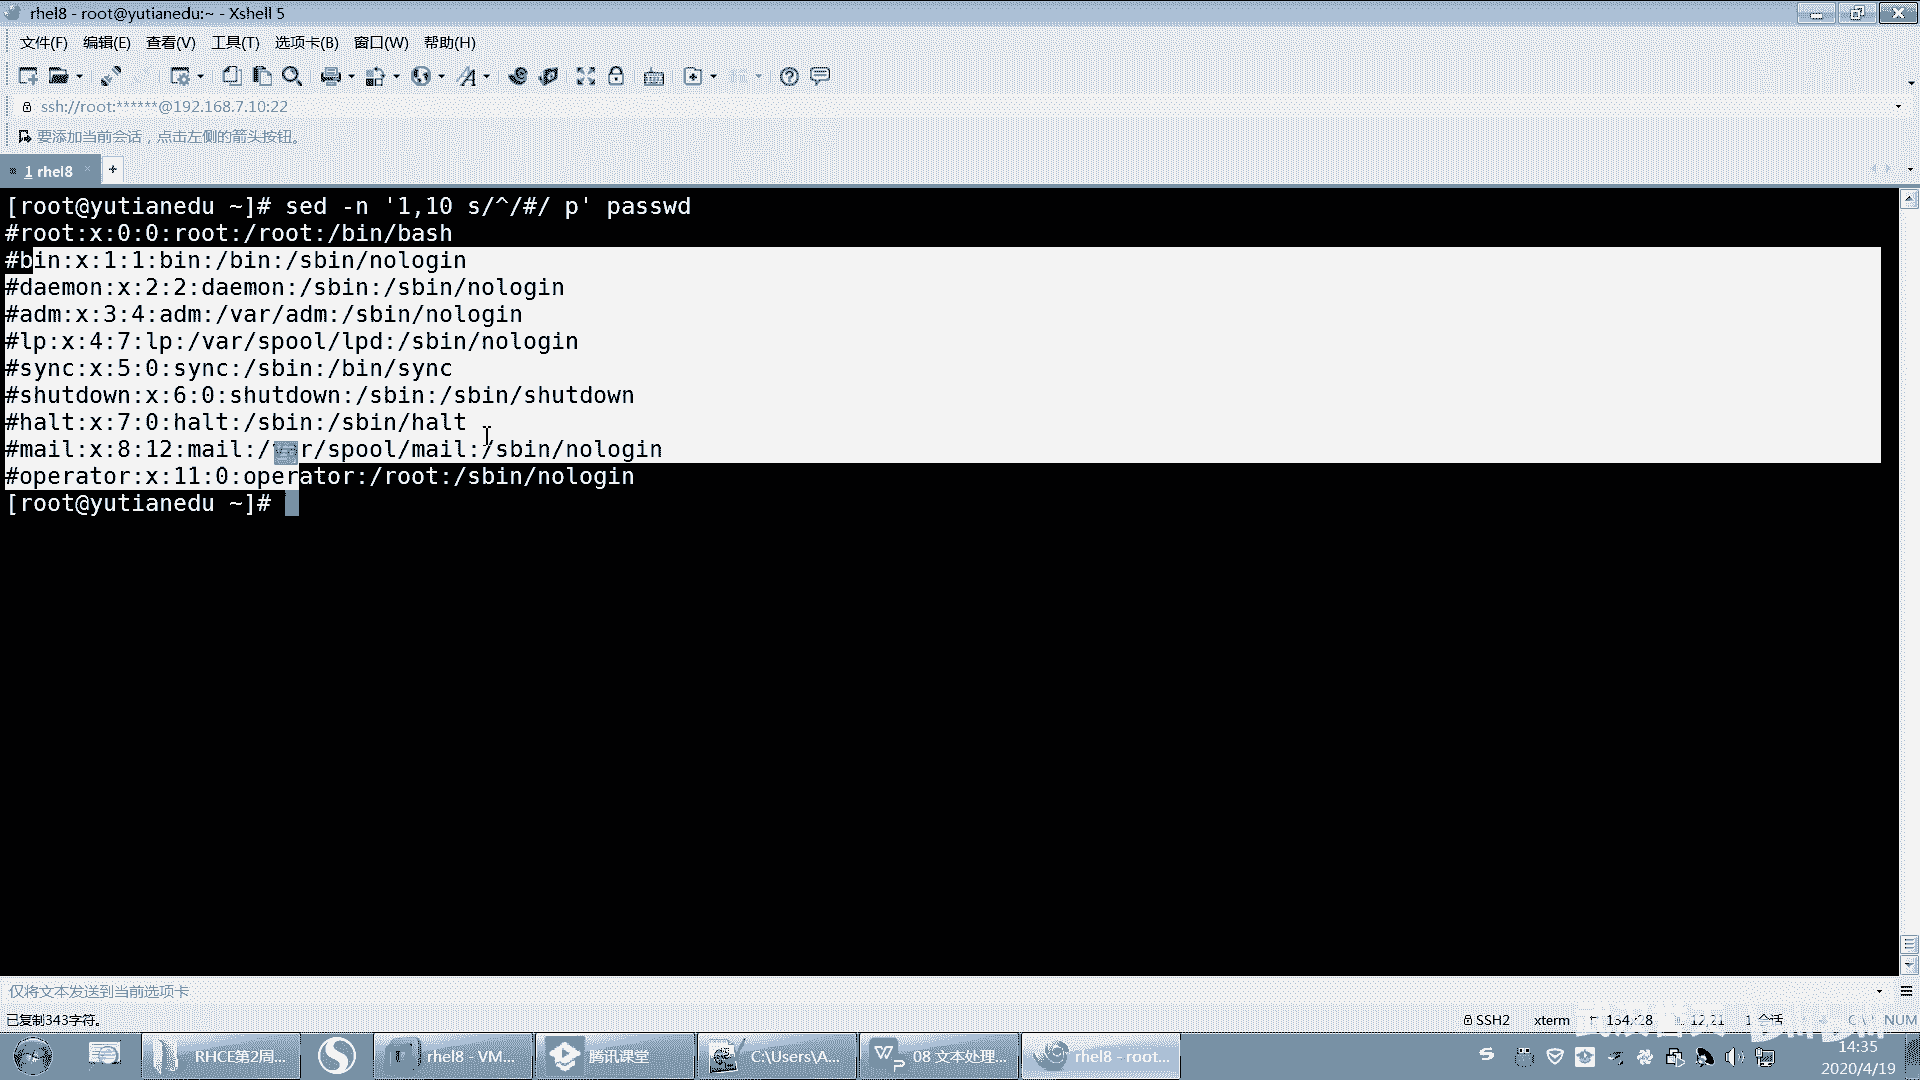 rhel8 - root@yutianedu:~ - Xshell 5
文件(F) 编辑(E) 查看(V) 工具(T) 选项卡(B) 窗口(W) 帮助(H)
ssh://root:******@192.168.7.10:22
要添加当前会话，点击左侧的箭头按钮。
1 rhel8
[root@yutianedu ~]# sed -n '1,10 s/^/#/ p' passwd
#root:x:0:0:root:/root:/bin/bash
#bin:x:1:1:bin:/bin:/sbin/nologin
#daemon:x:2:2:daemon:/sbin:/sbin/nologin
#adm:x:3:4:adm:/var/adm:/sbin/nologin
#lp:x:4:7:lp:/var/spool/lpd:/sbin/nologin
#sync:x:5:0:sync:/sbin:/bin/sync
#shutdown:x:6:0:shutdown:/sbin:/sbin/shutdown
#halt:x:7:0:halt:/sbin:/sbin/halt
#mail:x:8:12:mail:/var/spool/mail:/sbin/nologin
#operator:x:11:0:operator:/root:/sbin/nologin
[root@yutianedu ~]#
仅将文本发送到当前选项卡
已复制343字符。
SSH2 xterm 12,21 1 会话 NUM
RHCE第2周... rhel8 - VM... 腾讯课堂 C:\Users\A... 08 文本处理... rhel8 - root...
14:35
2020/4/19